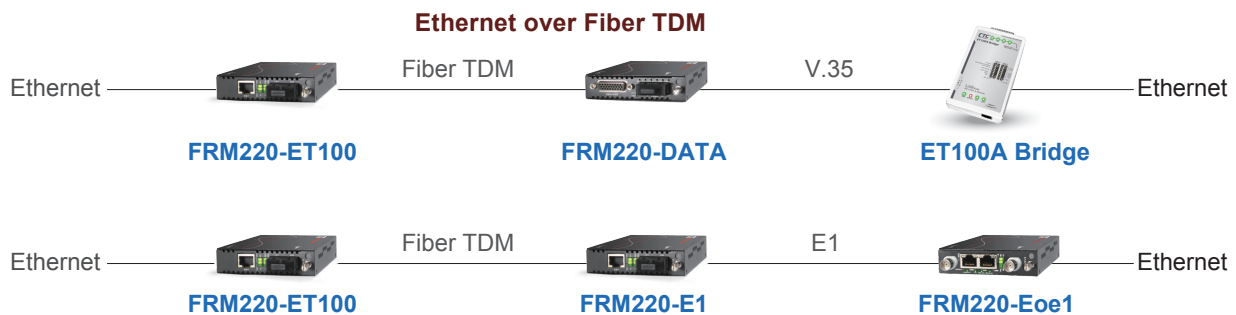 Ethernet over Fiber TDM
Ethernet
Fiber TDM
V.35
Ethernet
FRM220-ET100
FRM220-DATA
ET100A Bridge
Ethernet
Fiber TDM
E1
Ethernet
FRM220-ET100
FRM220-E1
FRM220-Eoe1